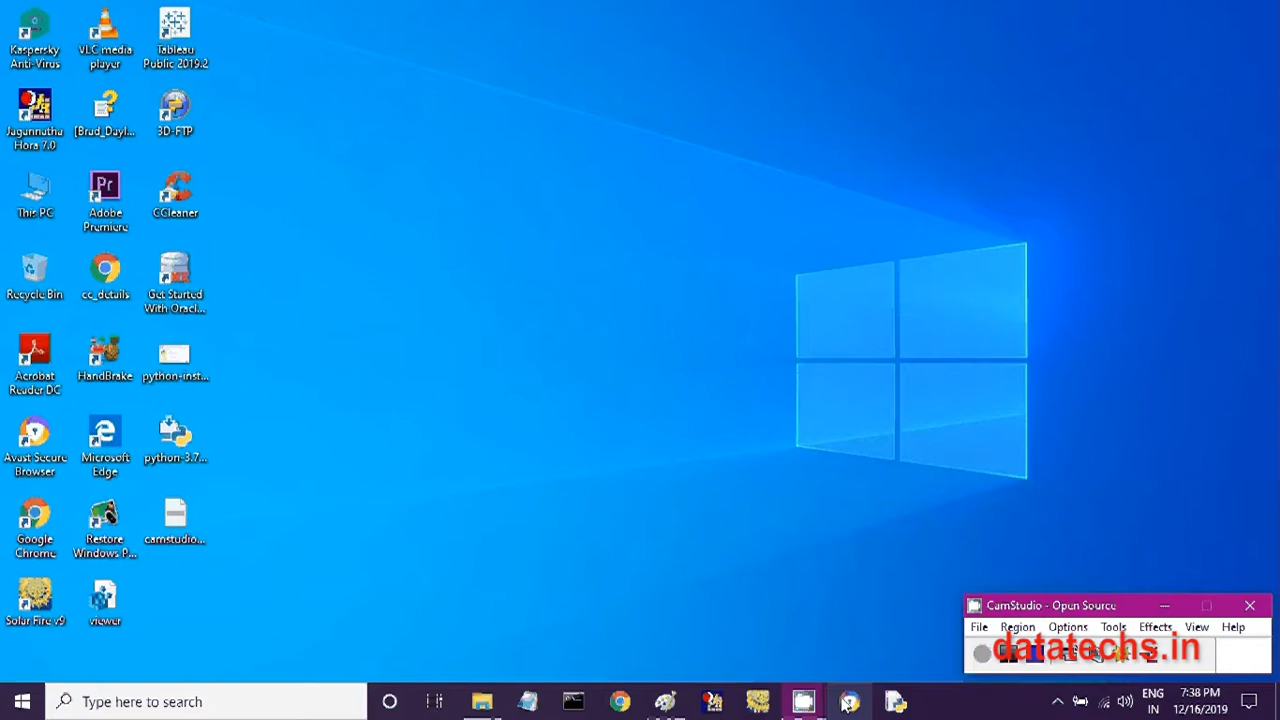 Kaspersky
Anti-Virus
VLC media
player
Tableau
Public 2019.2
Jagannatha
Hora 7.0
[Brad_Dayl...
3D-FTP
This PC
Adobe
Premiere
CCleaner
Recycle Bin
cc_details
Get Started
With Oracl...
Acrobat
Reader DC
HandBrake
python-inst...
Avast Secure
Browser
Microsoft
Edge
python-3.7...
Google
Chrome
Restore
Windows P...
camstudio...
Solar Fire v9
viewer
CamStudio - Open Source
File Region Options Tools Effects View Help
datatechs.in
Type here to search
ENG
IN
7:38 PM
12/16/2019